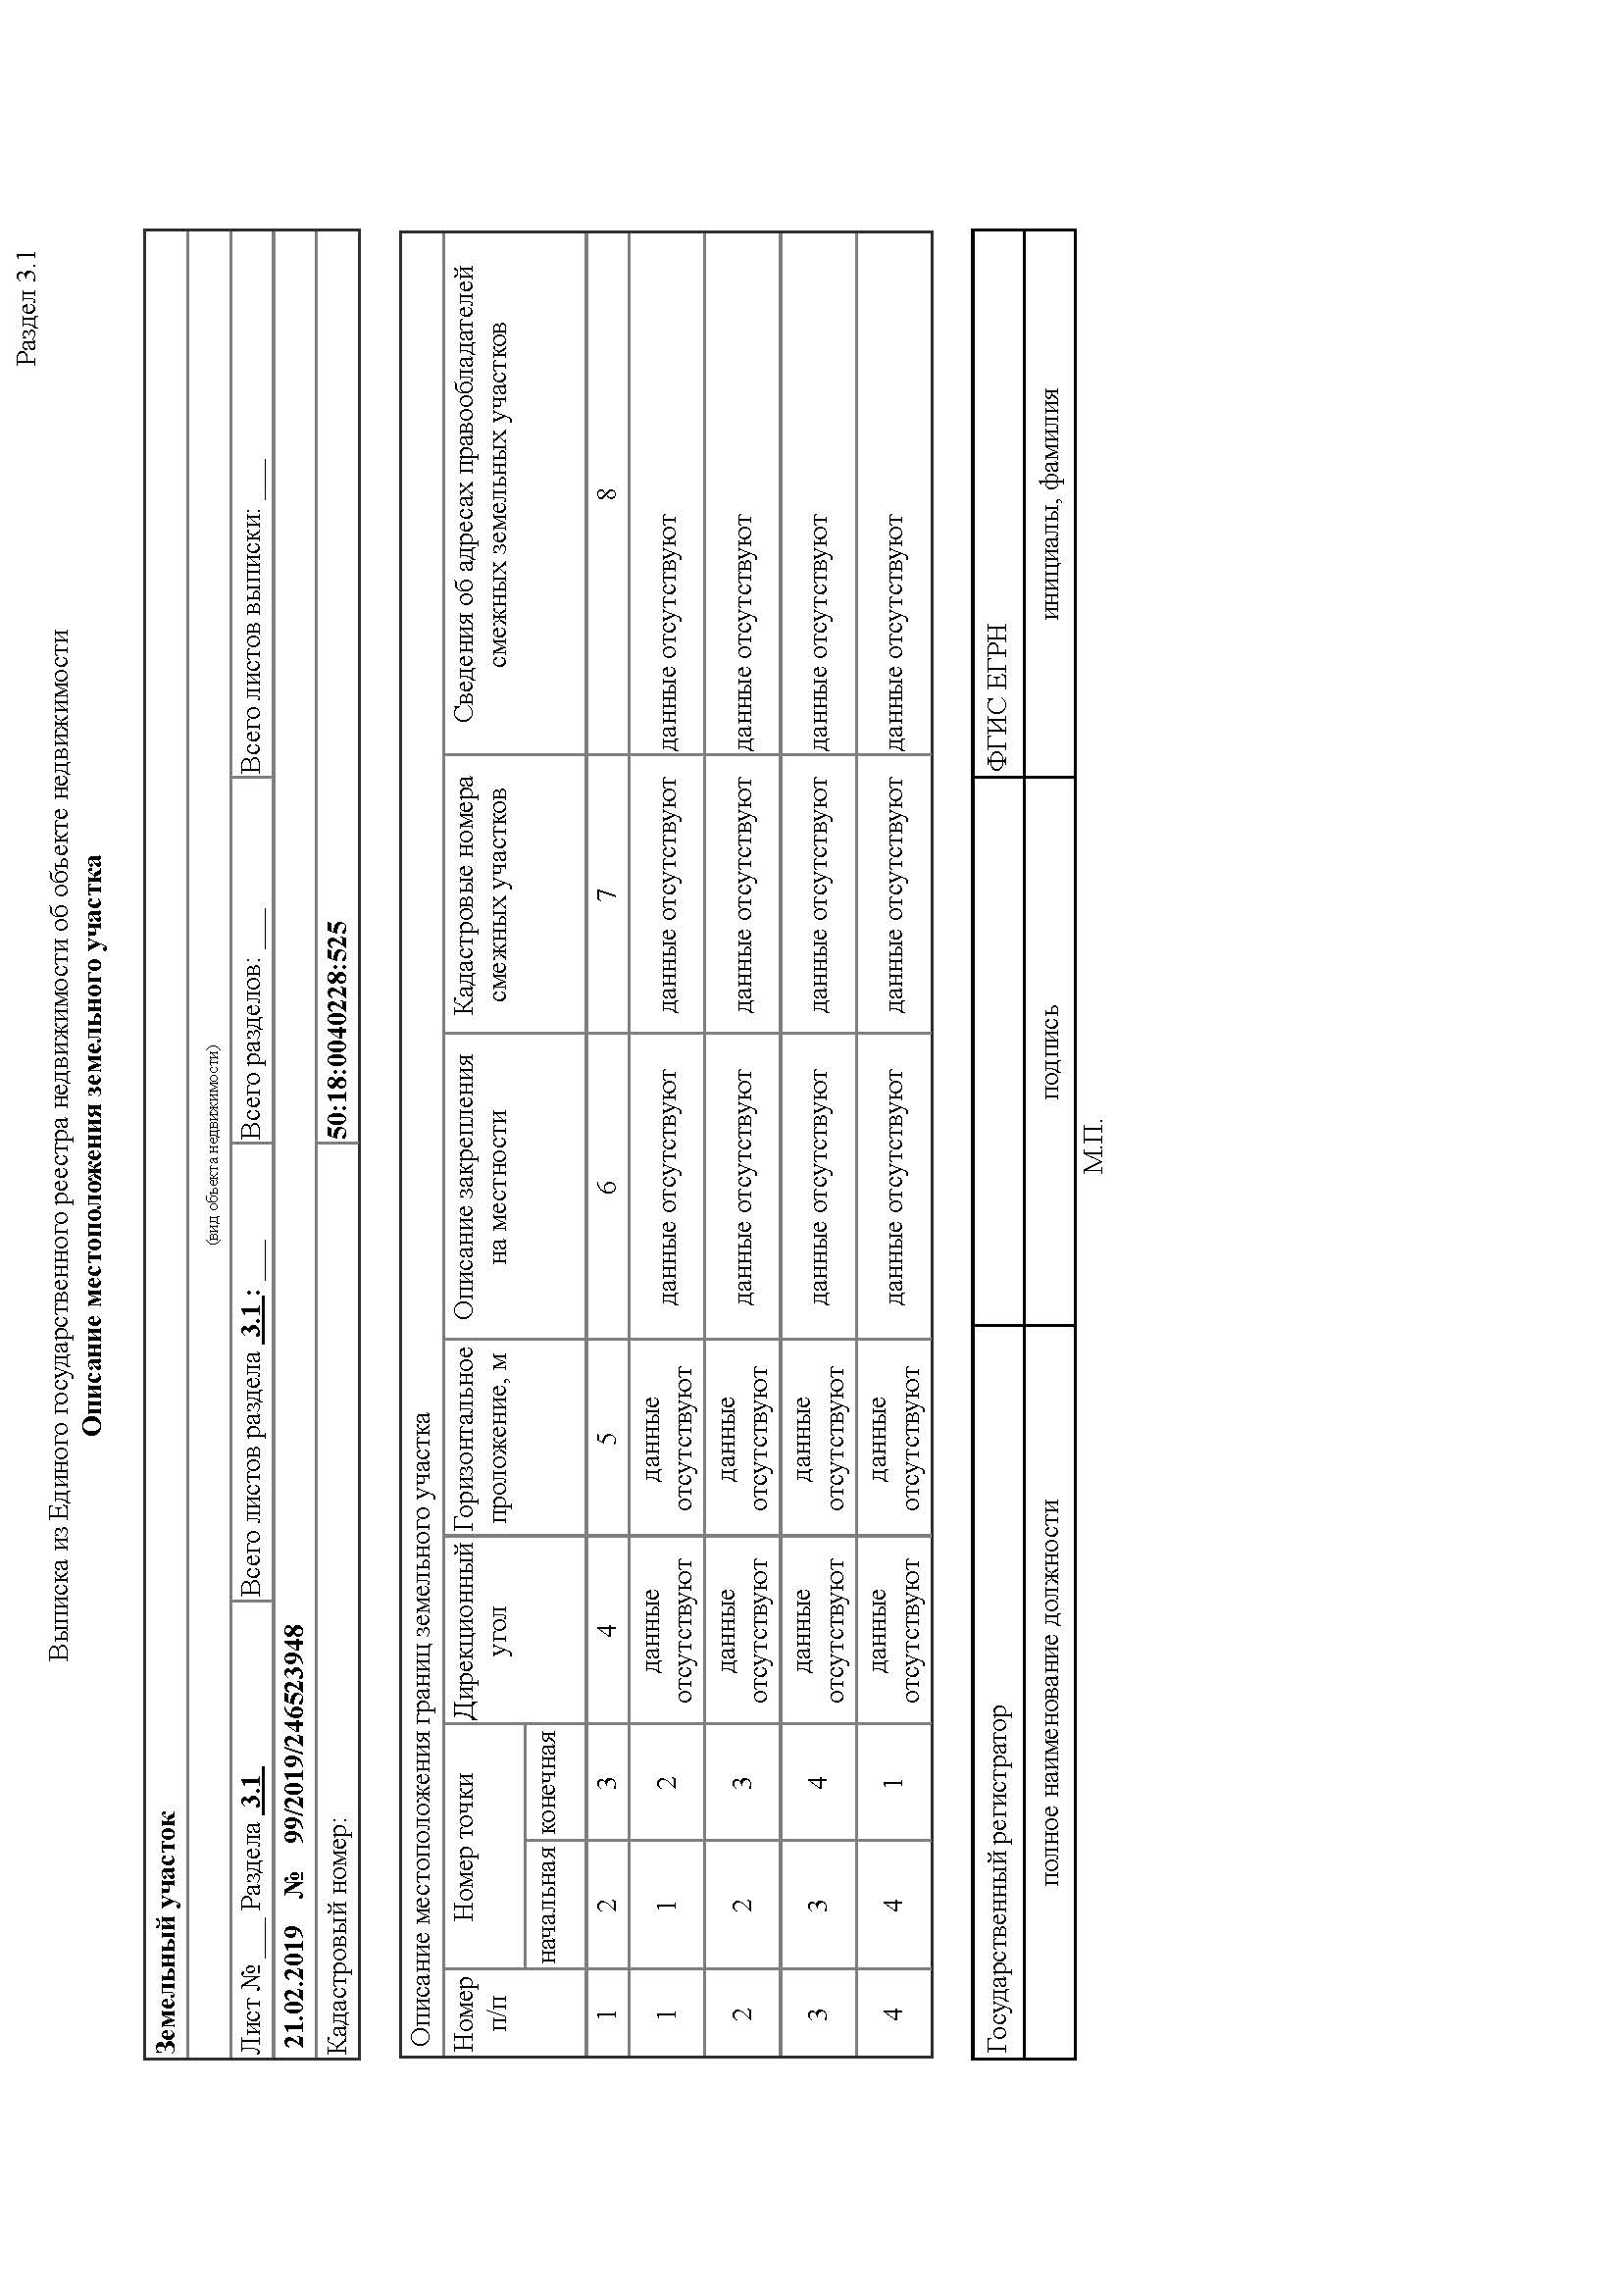 Раздел 3.1
Выписка из Единого государственного реестра недвижимости об объекте недвижимости
Описание местоположения земельного участка
Земельный участок
(вид объекта недвижимости)
Лист № ___ Раздела 3.1 Всего листов раздела 3.1 : ___ Всего разделов: ___ Всего листов выписки: ___
21.02.2019 № 99/2019/246523948
Кадастровый номер: 50:18:0040228:525
Описание местоположения границ земельного участка
Номер п/п Номер точки Дирекционный угол Горизонтальное проложение, м Описание закрепления на местности Кадастровые номера смежных участков Сведения об адресах правообладателей смежных земельных участков
начальная конечная
1 2 3 4 5 6 7 8
1 1 2 данные отсутствуют данные отсутствуют данные отсутствуют данные отсутствуют данные отсутствуют
2 2 3 данные отсутствуют данные отсутствуют данные отсутствуют данные отсутствуют данные отсутствуют
3 3 4 данные отсутствуют данные отсутствуют данные отсутствуют данные отсутствуют данные отсутствуют
4 4 1 данные отсутствуют данные отсутствуют данные отсутствуют данные отсутствуют данные отсутствуют
Государственный регистратор ФГИС ЕГРН
полное наименование должности подпись инициалы, фамилия
М.П.